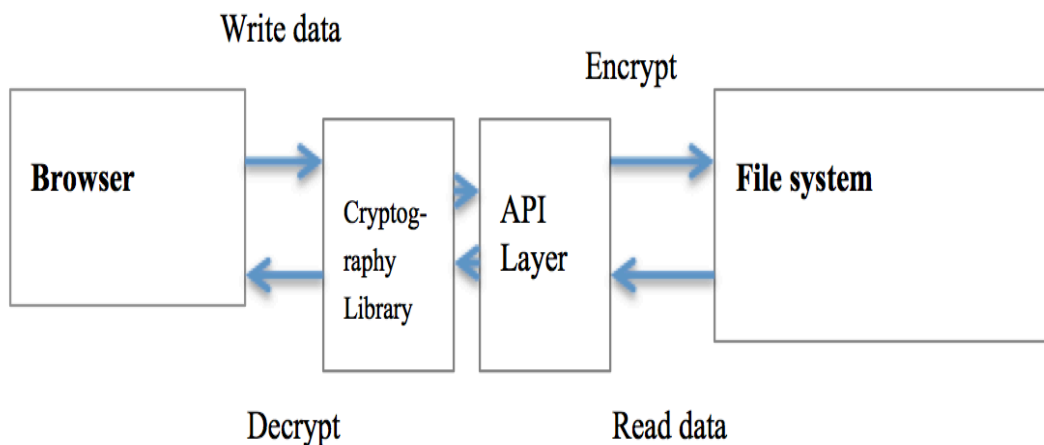 Write data
Encrypt
Browser
File system
Cryptog-
raphy
Library
API
Layer
Decrypt
Read data